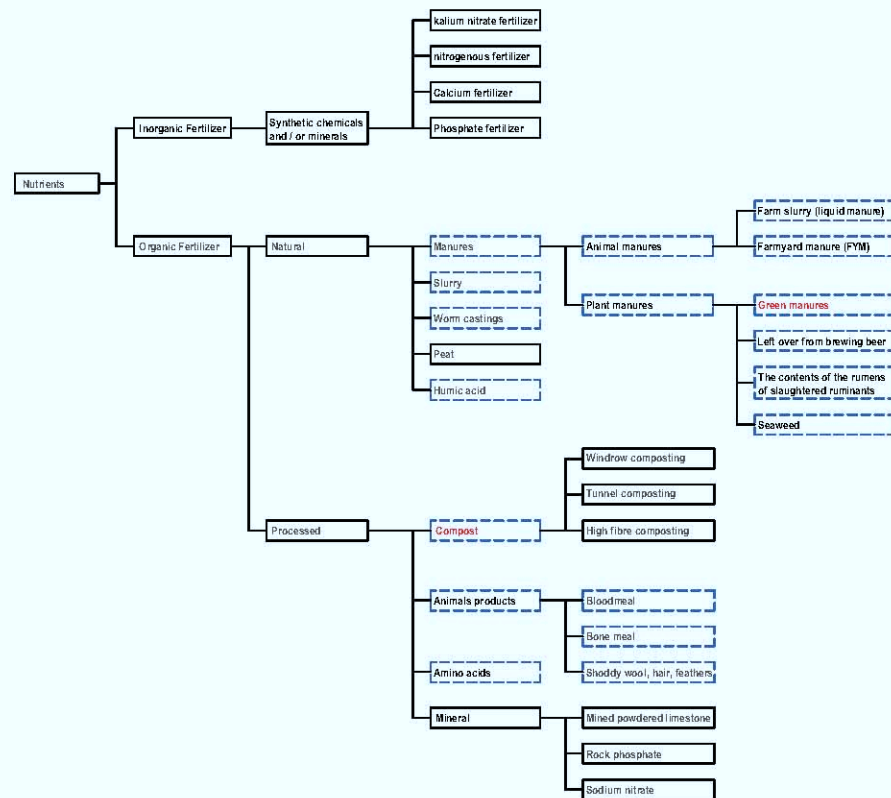 kalium nitrate fertilizer
nitrogenous fertilizer
Calcium fertilizer
Inorganic Fertilizer
Synthetic chemicals
and / or minerals
Phosphate fertilizer
Nutrients
Farm slurry (liquid manure)
Organic Fertilizer
Natural
Manures
Animal manures
Farmyard manure (FYM)
Slurry
Plant manures
Green manures
Worm castings
Left over from brewing beer
Peat
The contents of the rumens
of slaughtered ruminants
Humic acid
Seaweed
Windrow composting
Tunnel composting
Processed
Compost
High fibre composting
Animals products
Bloodmeal
Bone meal
Amino acids
Shoddy wool, hair, feathers
Mineral
Mined powdered limestone
Rock phosphate
Sodium nitrate